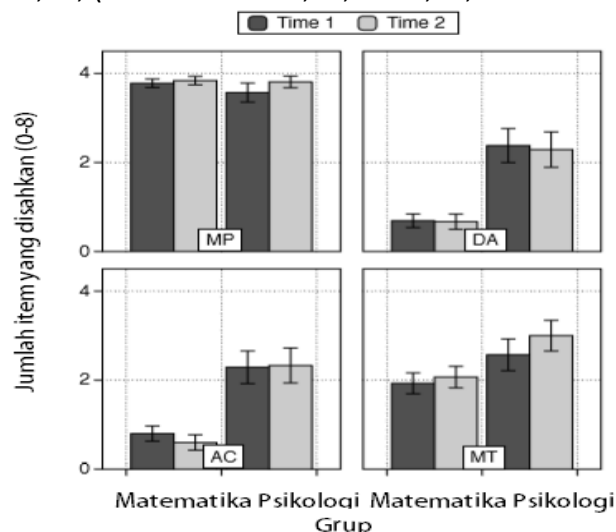 Time 1 Time 2
Jumlah item yang disahkan (0-8)
4
2
0
MP
DA
4
2
0
AC
MT
Matematika Psikologi Matematika Psikologi
Grup